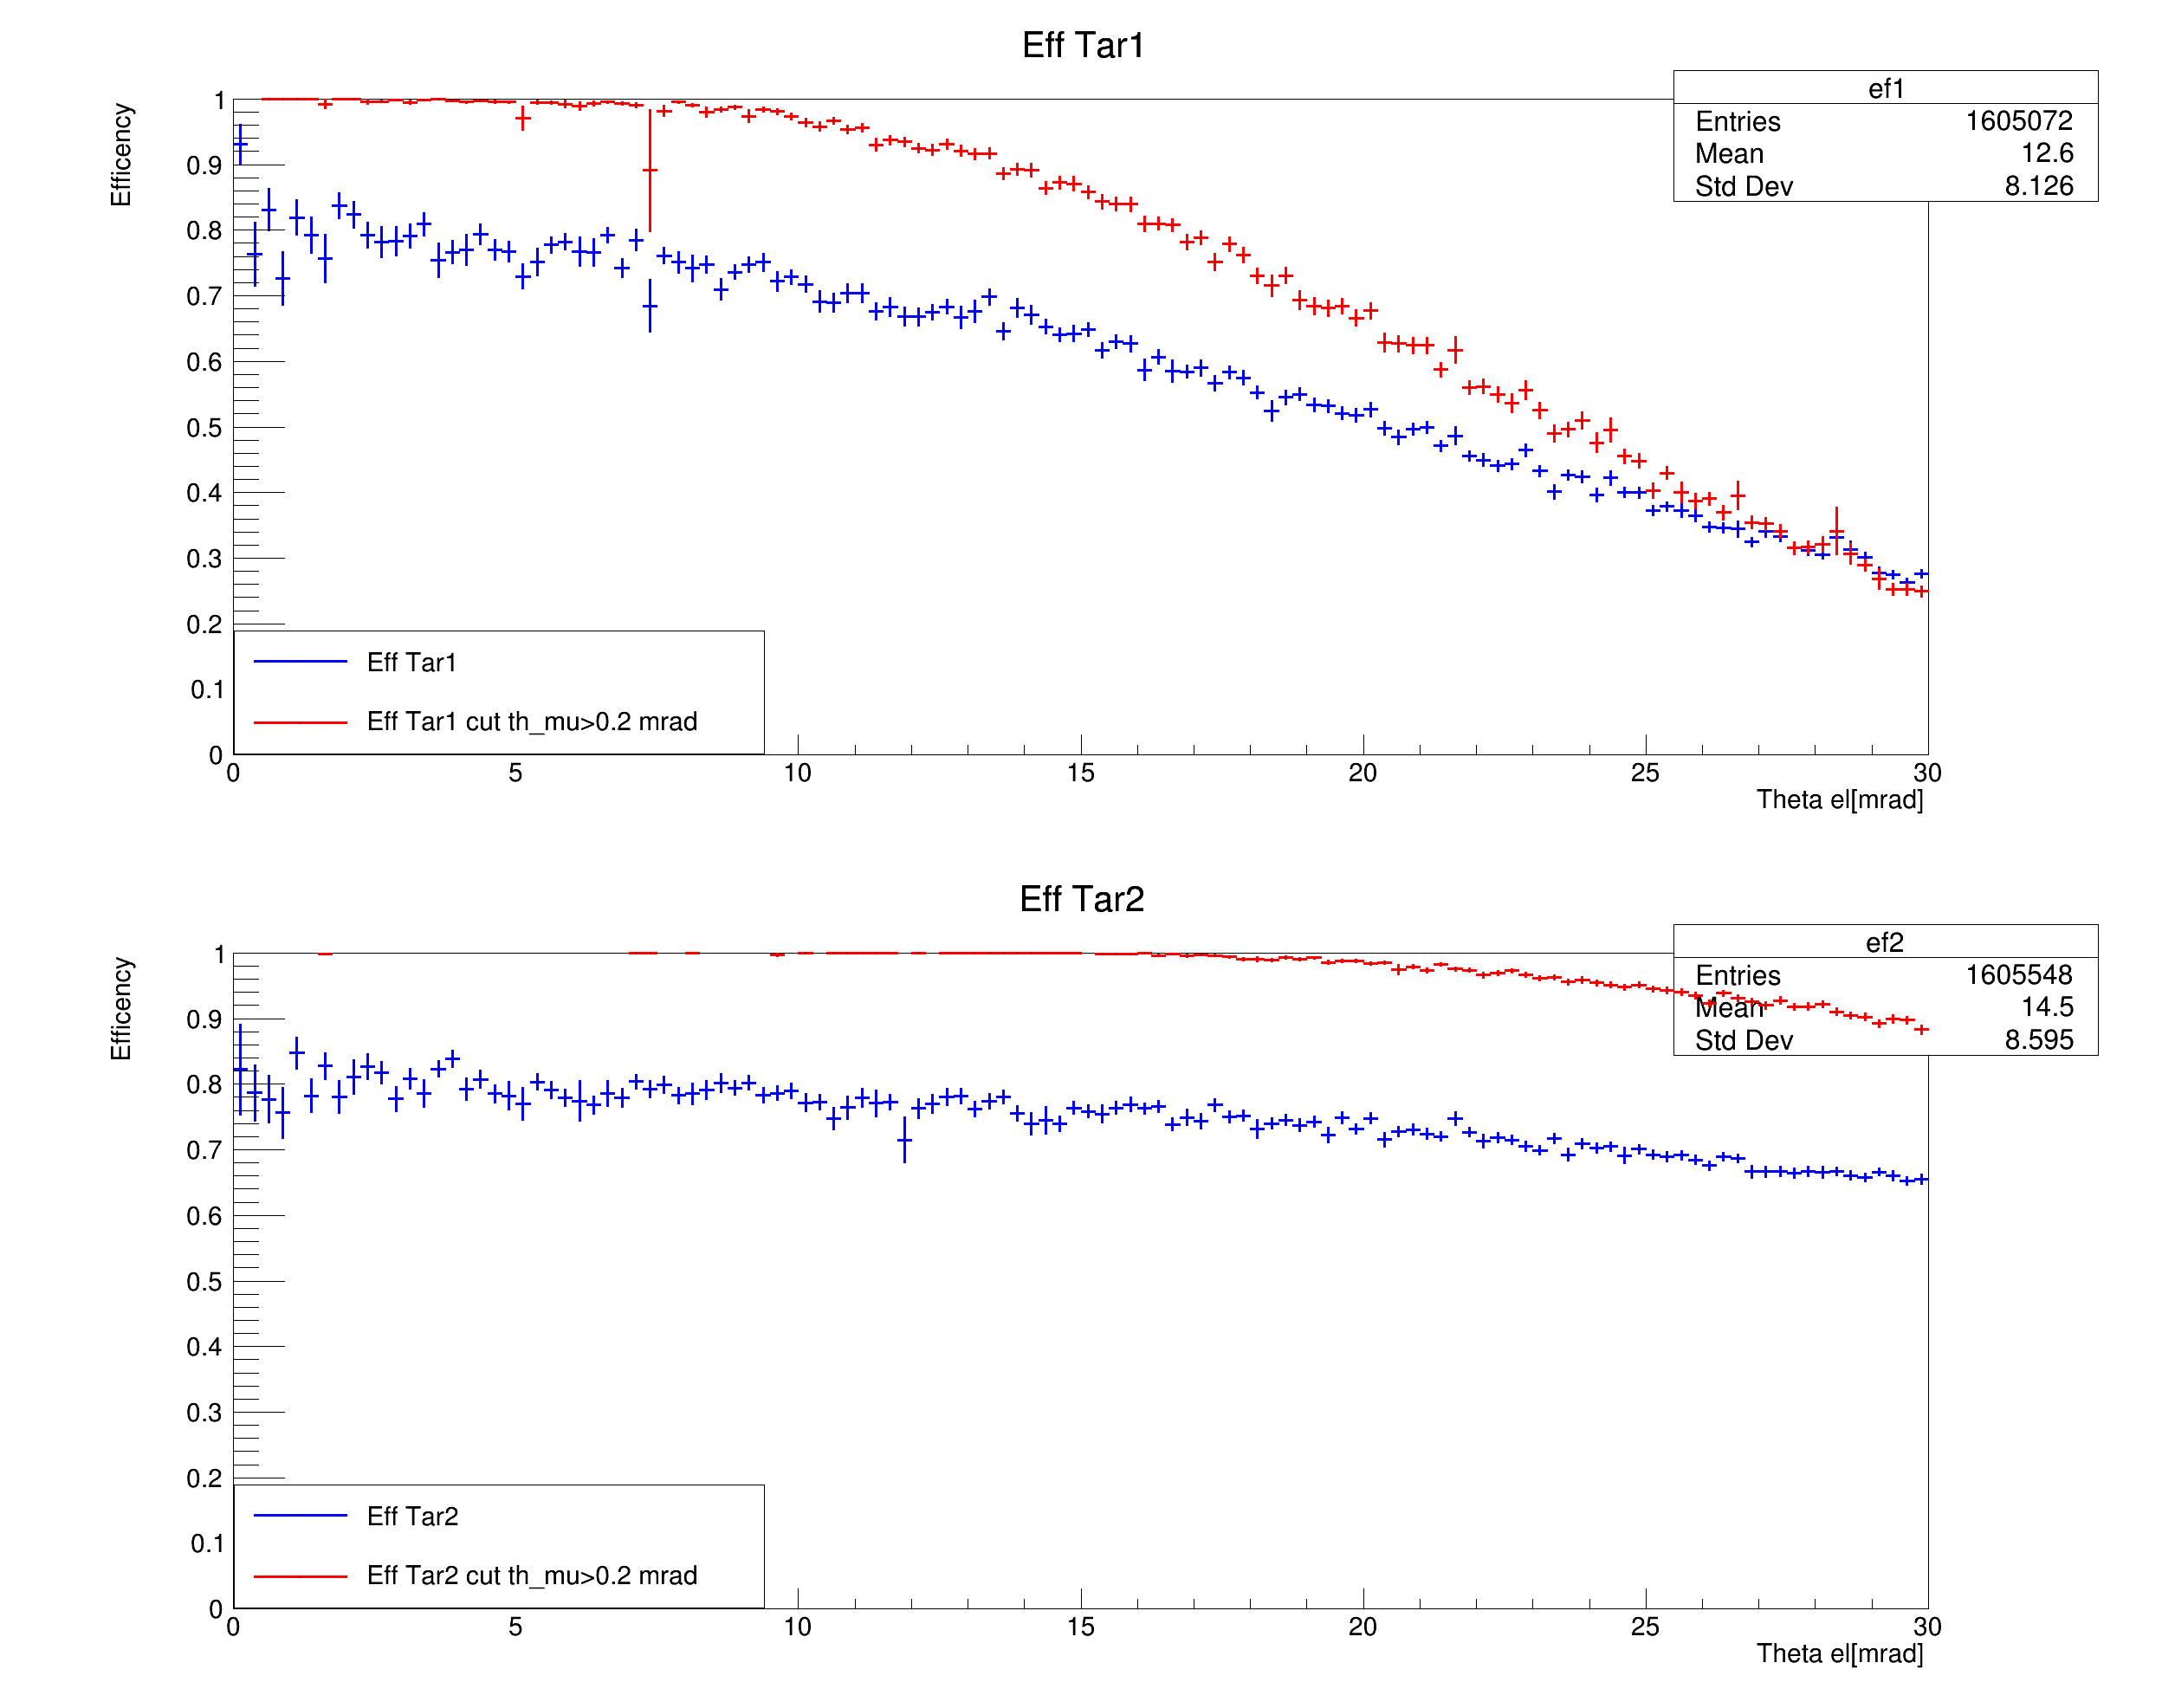 Eff Tar1
Efficency
ef1
Entries 1605072
Mean 12.6
Std Dev 8.126
1
0.9
0.8
0.7
0.6
0.5
0.4
0.3
0.2
0.1
0
Eff Tar1
Eff Tar1 cut th_mu>0.2 mrad
0 5 10 15 20 25 30
Theta el[mrad]
Eff Tar2
Efficency
ef2
Entries 1605548
Mean 14.5
Std Dev 8.595
1
0.9
0.8
0.7
0.6
0.5
0.4
0.3
0.2
0.1
0
Eff Tar2
Eff Tar2 cut th_mu>0.2 mrad
0 5 10 15 20 25 30
Theta el[mrad]